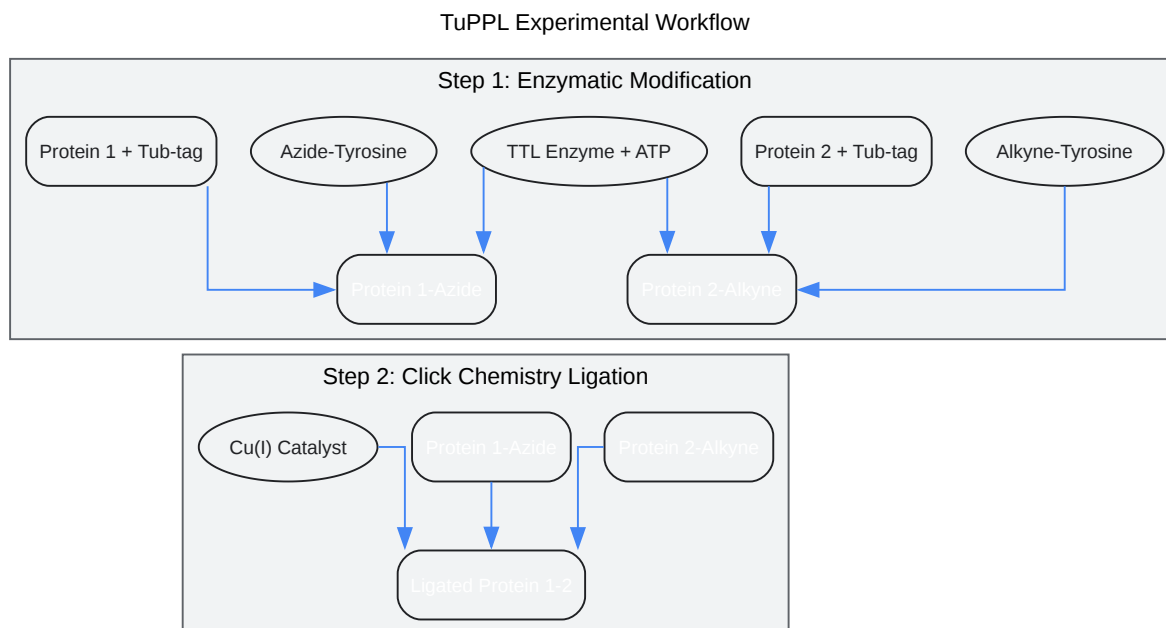 TuPPL Experimental Workflow
Step 1: Enzymatic Modification
Protein 1 + Tub-tag
Azide-Tyrosine
TTL Enzyme + ATP
Protein 2 + Tub-tag
Alkyne-Tyrosine
Protein 1-Azide
Protein 2-Alkyne
Step 2: Click Chemistry Ligation
Cu(I) Catalyst
Protein 1-Azide
Protein 2-Alkyne
Ligated Protein 1-2